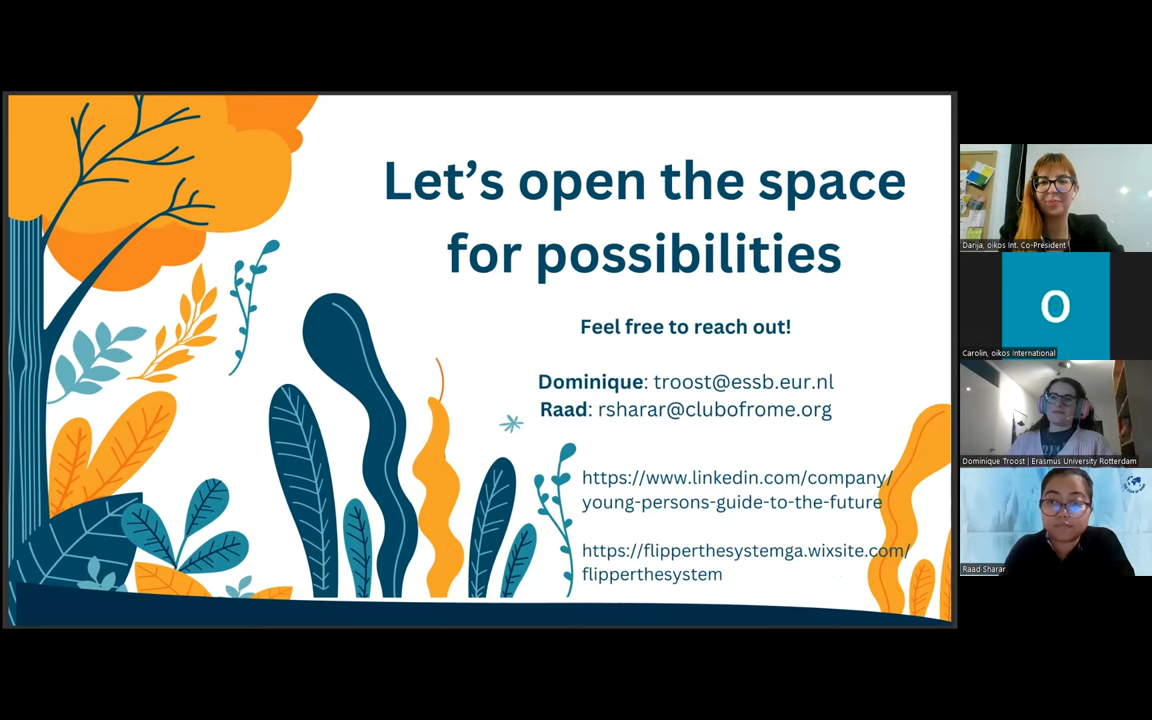 Let's open the space
for possibilities
Feel free to reach out!
Dominique: troost@essb.eur.nl
Raad: rsharar@clubofrome.org
https://www.linkedin.com/company/
young-persons-guide-to-the-future
https://flipperthesystemga.wixsite.com/
flipperthesystem
Darija, oikos Int. Co-President
O
Carolin, oikos International
Dominique Troost | Erasmus University Rotterdam
Raad Sharar